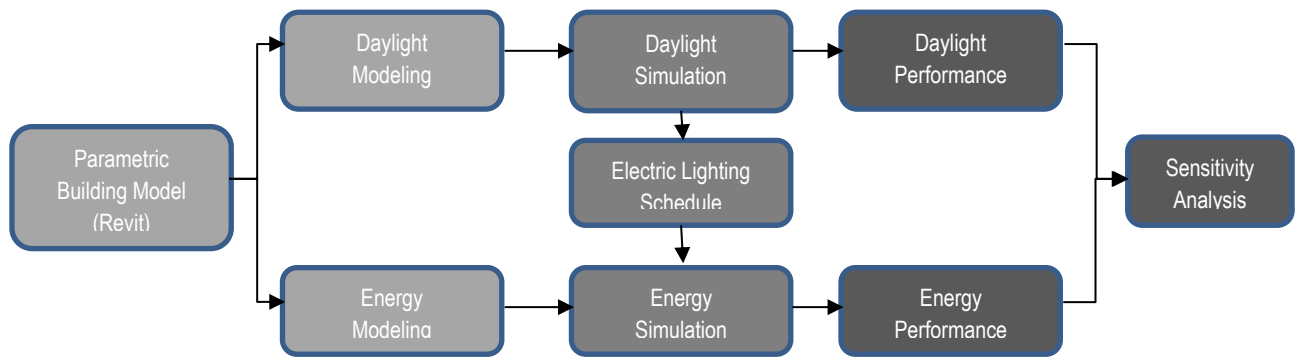 Daylight
Modeling
Daylight
Simulation
Daylight
Performance
Parametric
Building Model
(Revit)
Electric Lighting
Schedule
Sensitivity
Analysis
Energy
Modeling
Energy
Simulation
Energy
Performance